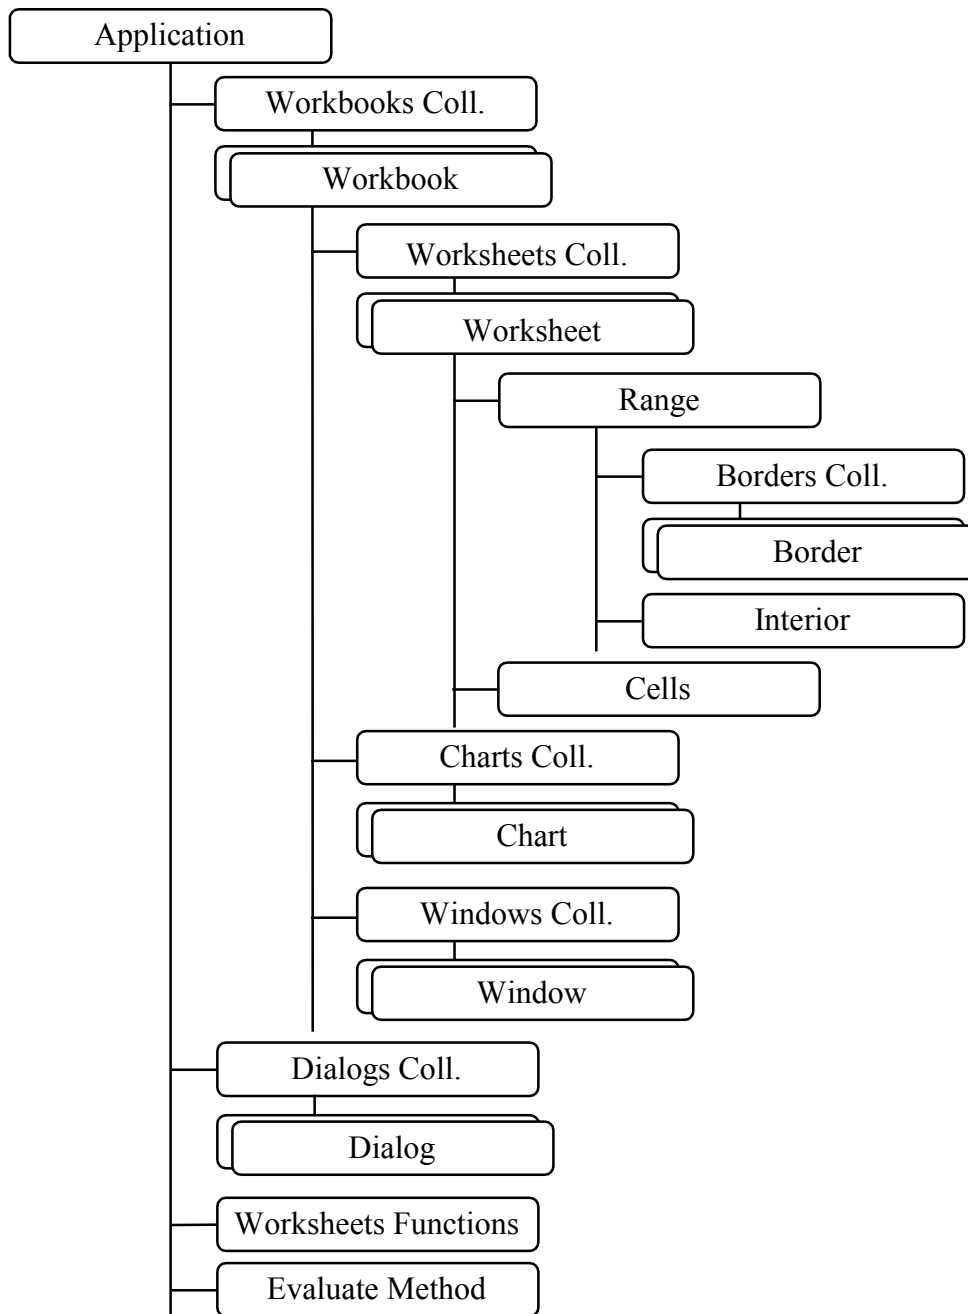 Application
Workbooks Coll.
Workbook
Worksheets Coll.
Worksheet
Range
Borders Coll.
Border
Interior
Cells
Charts Coll.
Chart
Windows Coll.
Window
Dialogs Coll.
Dialog
Worksheets Functions
Evaluate Method